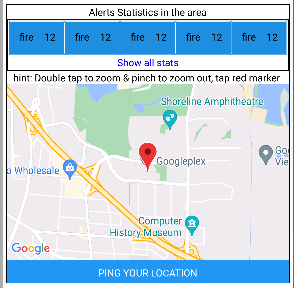 Alerts Statistics in the area
fire 12 fire 12 fire 12 fire 12 fire 12
Show all stats
hint: Double tap to zoom & pinch to zoom out, tap red marker
Shoreline Amphitheatre
Googleplex
Goo
Vie
o Wholesale
Computer
History Museum
Google
PING YOUR LOCATION